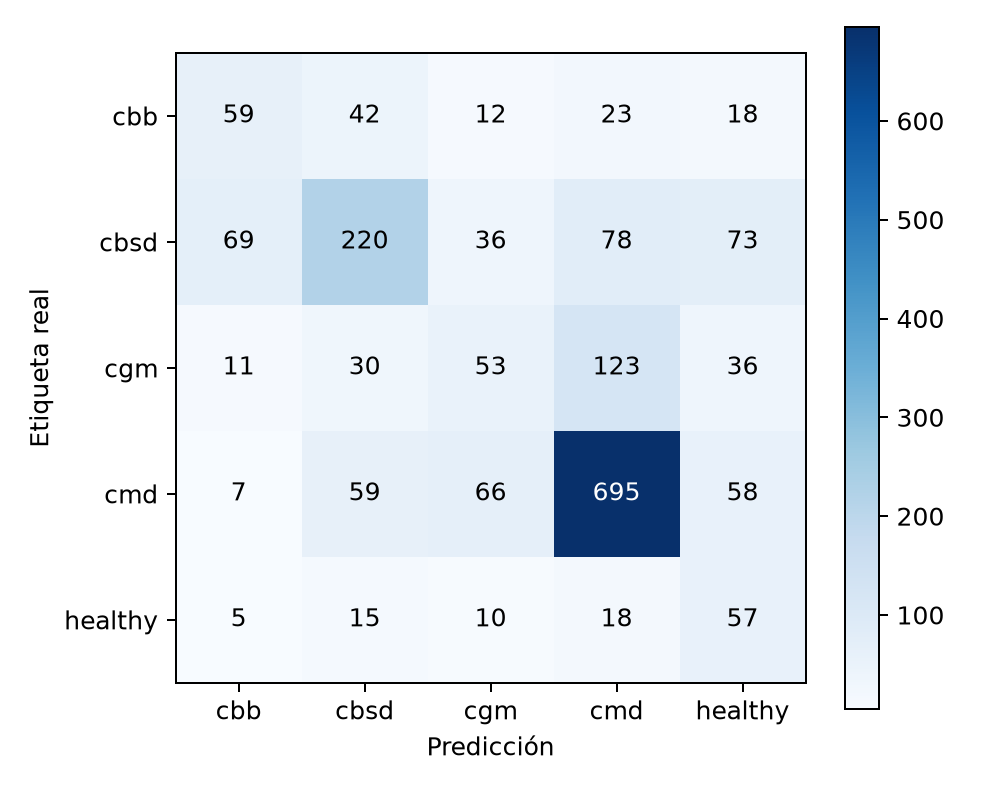 cbb 59 42 12 23 18
cbsd 69 220 36 78 73
cgm 11 30 53 123 36
cmd 7 59 66 695 58
healthy 5 15 10 18 57
cbb cbsd cgm cmd healthy
Predicción
Etiqueta real
600
500
400
300
200
100